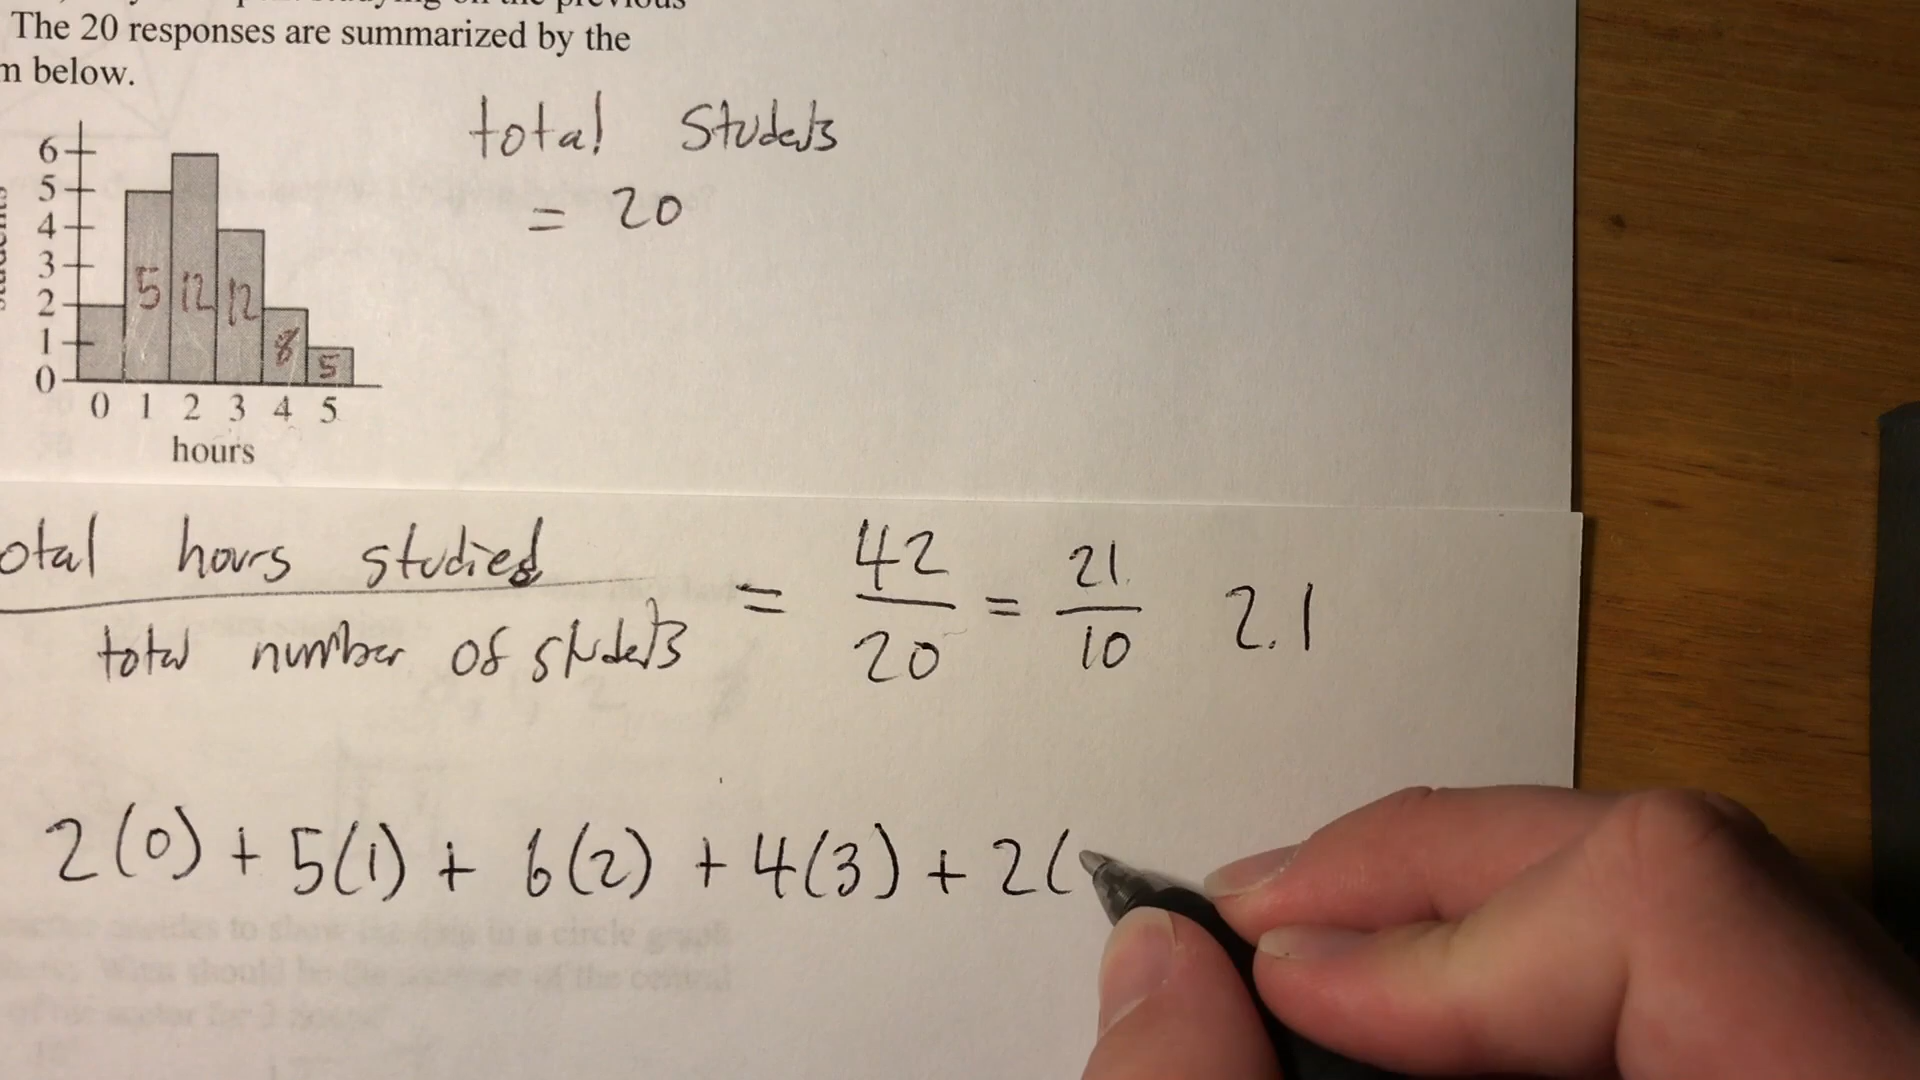 The 20 responses are summarized by the
m below.
total students
= 20
6
5
4
3
2
1
0
5 12 12 8 5
0 1 2 3 4 5
hours
otal hours studied
total number of students
= 42/20 = 21/10 2.1
2(0) + 5(1) + 6(2) + 4(3) + 2(